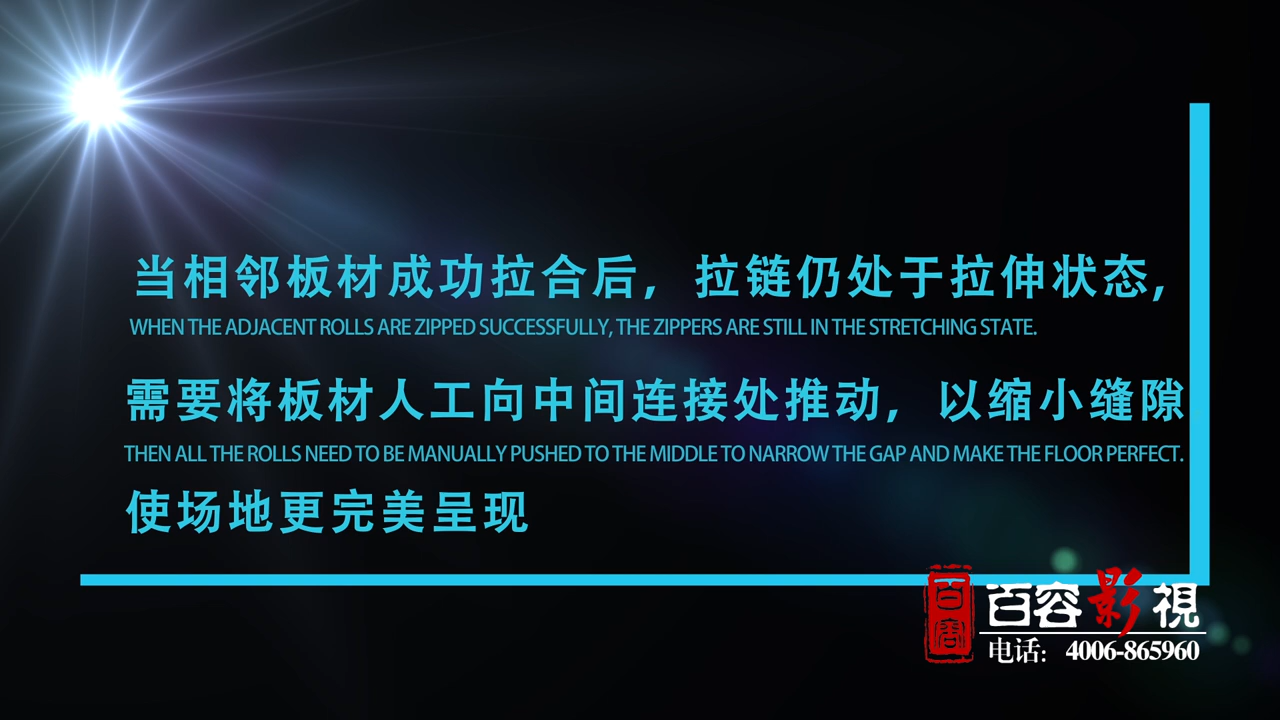 当相邻板材成功拉合后，拉链仍处于拉伸状态，
WHEN THE ADJACENT ROLLS ARE ZIPPED SUCCESSFULLY, THE ZIPPERS ARE STILL IN THE STRETCHING STATE.
需要将板材人工向中间连接处推动，以缩小缝隙
THEN ALL THE ROLLS NEED TO BE MANUALLY PUSHED TO THE MIDDLE TO NARROW THE GAP AND MAKE THE FLOOR PERFECT.
使场地更完美呈现
百容影視
电话：4006-865960